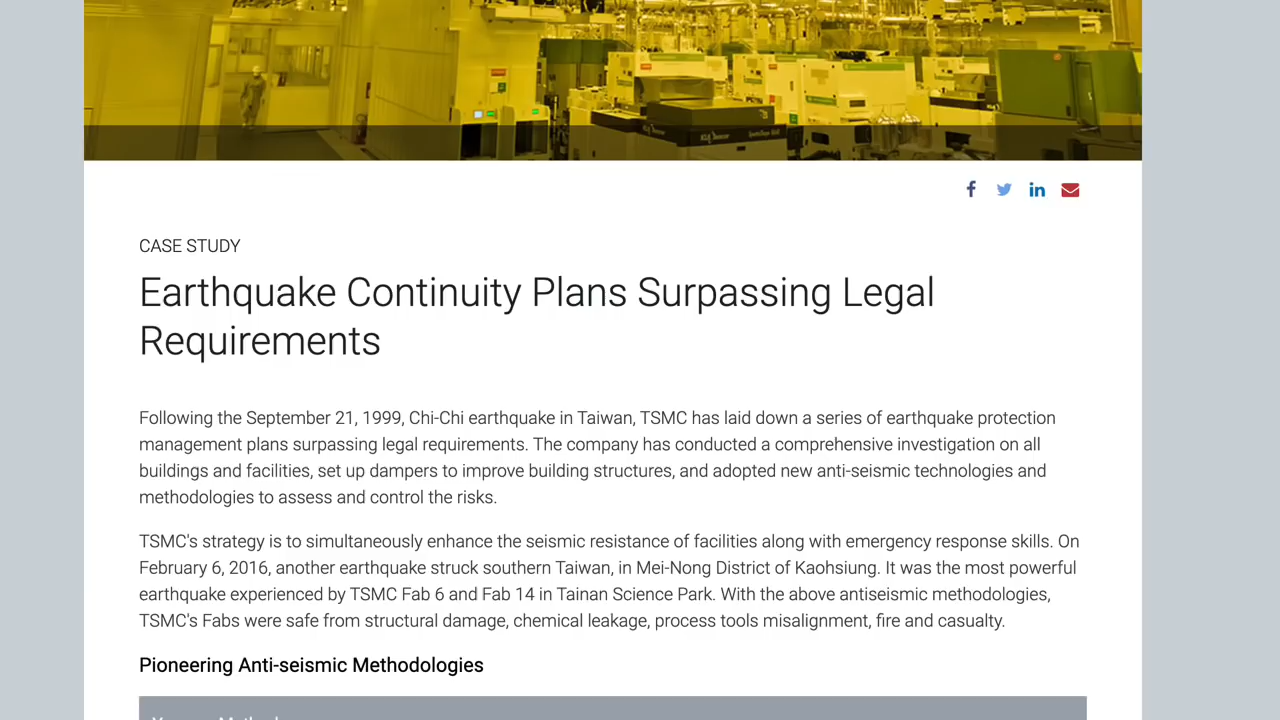 CASE STUDY
Earthquake Continuity Plans Surpassing Legal
Requirements
Following the September 21, 1999, Chi-Chi earthquake in Taiwan, TSMC has laid down a series of earthquake protection
management plans surpassing legal requirements. The company has conducted a comprehensive investigation on all
buildings and facilities, set up dampers to improve building structures, and adopted new anti-seismic technologies and
methodologies to assess and control the risks.
TSMC's strategy is to simultaneously enhance the seismic resistance of facilities along with emergency response skills. On
February 6, 2016, another earthquake struck southern Taiwan, in Mei-Nong District of Kaohsiung. It was the most powerful
earthquake experienced by TSMC Fab 6 and Fab 14 in Tainan Science Park. With the above antiseismic methodologies,
TSMC's Fabs were safe from structural damage, chemical leakage, process tools misalignment, fire and casualty.
Pioneering Anti-seismic Methodologies